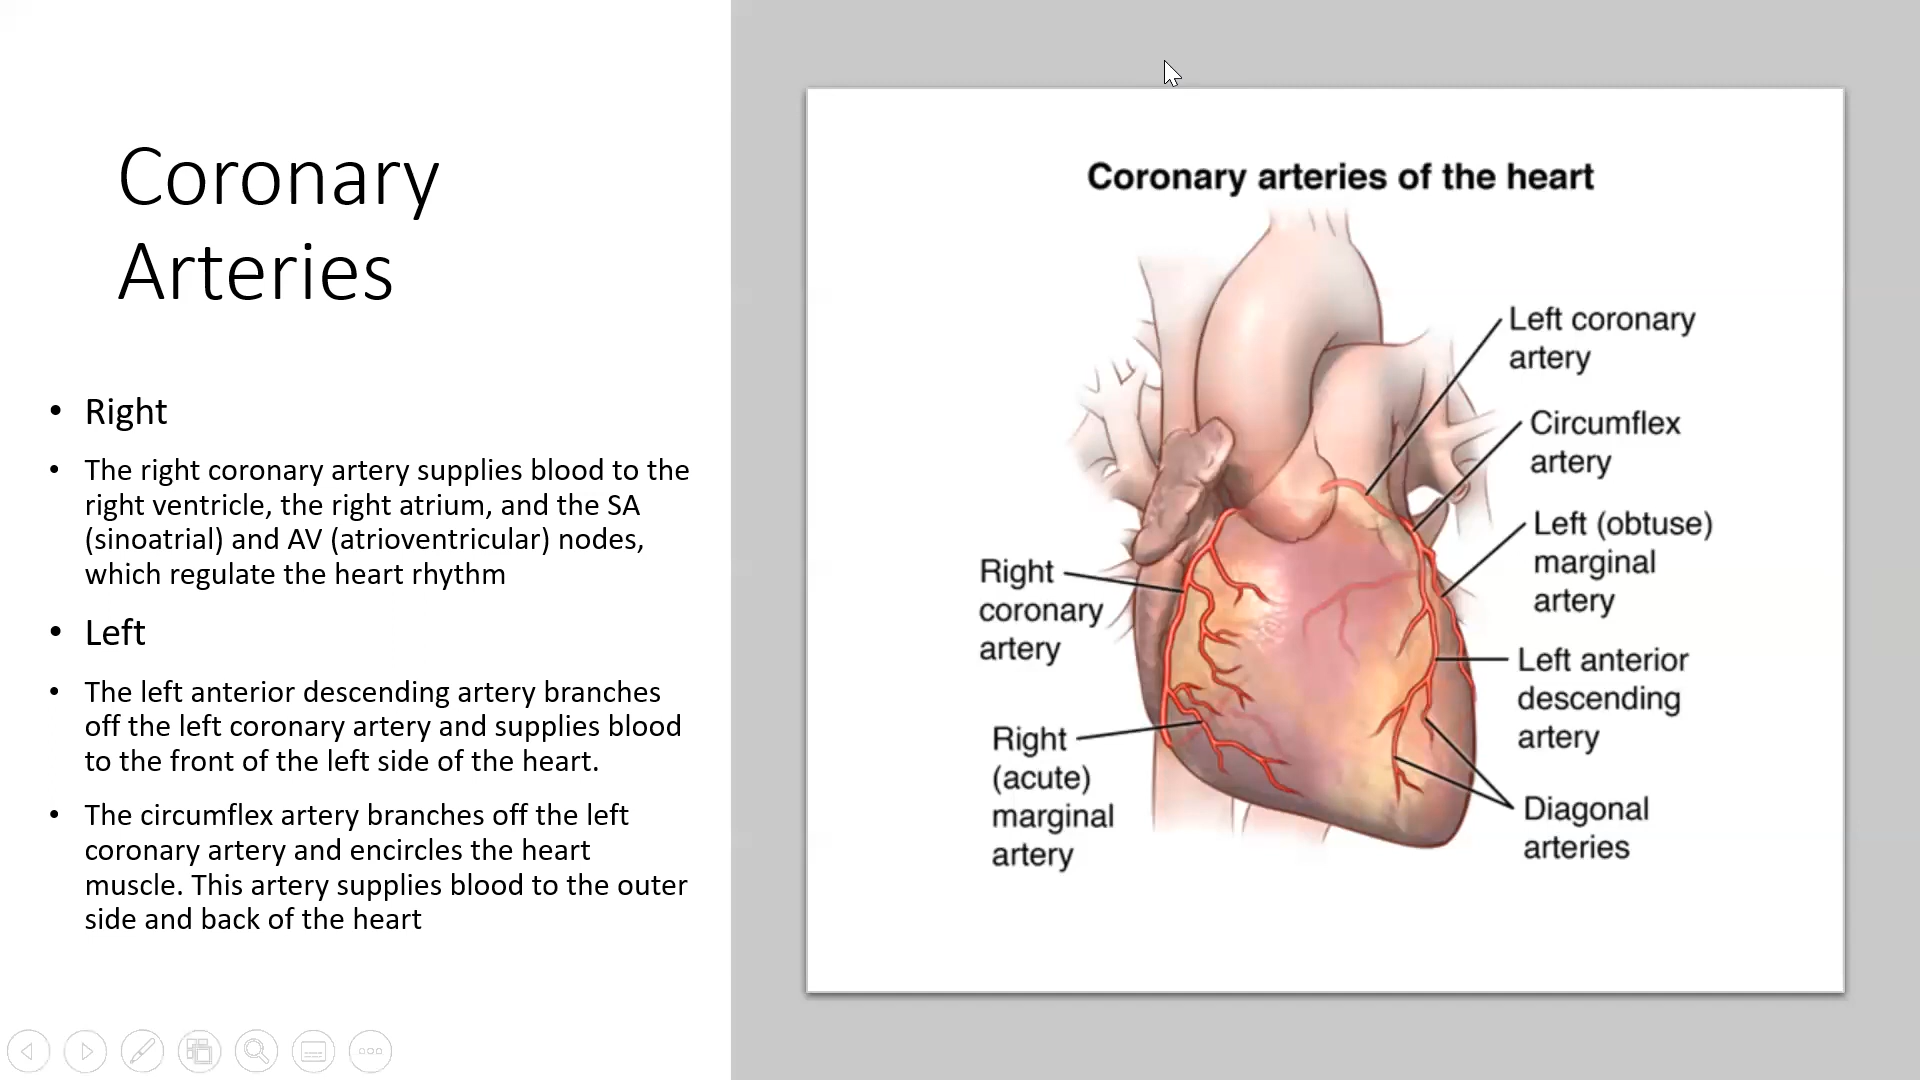 Coronary
Arteries
• Right
• The right coronary artery supplies blood to the
right ventricle, the right atrium, and the SA
(sinoatrial) and AV (atrioventricular) nodes,
which regulate the heart rhythm
• Left
• The left anterior descending artery branches
off the left coronary artery and supplies blood
to the front of the left side of the heart.
• The circumflex artery branches off the left
coronary artery and encircles the heart
muscle. This artery supplies blood to the outer
side and back of the heart
Coronary arteries of the heart
Left coronary
artery
Circumflex
artery
Left (obtuse)
marginal
artery
Left anterior
descending
artery
Diagonal
arteries
Right
coronary
artery
Right
(acute)
marginal
artery